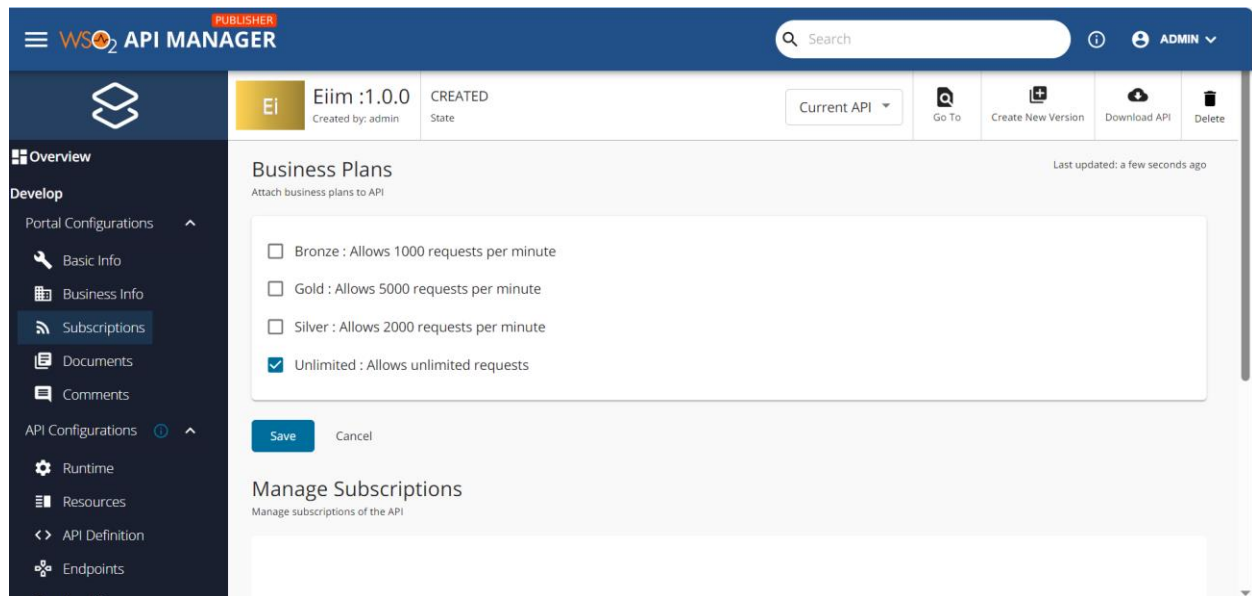 PUBLISHER
WSO2 API MANAGER
Search
ADMIN
Ei
Eiim :1.0.0
Created by: admin
CREATED
State
Current API
Go To
Create New Version
Download API
Delete
Overview
Develop
Portal Configurations
Basic Info
Business Info
Subscriptions
Documents
Comments
API Configurations
Runtime
Resources
API Definition
Endpoints
Business Plans
Last updated: a few seconds ago
Attach business plans to API
Bronze : Allows 1000 requests per minute
Gold : Allows 5000 requests per minute
Silver : Allows 2000 requests per minute
Unlimited : Allows unlimited requests
Save
Cancel
Manage Subscriptions
Manage subscriptions of the API